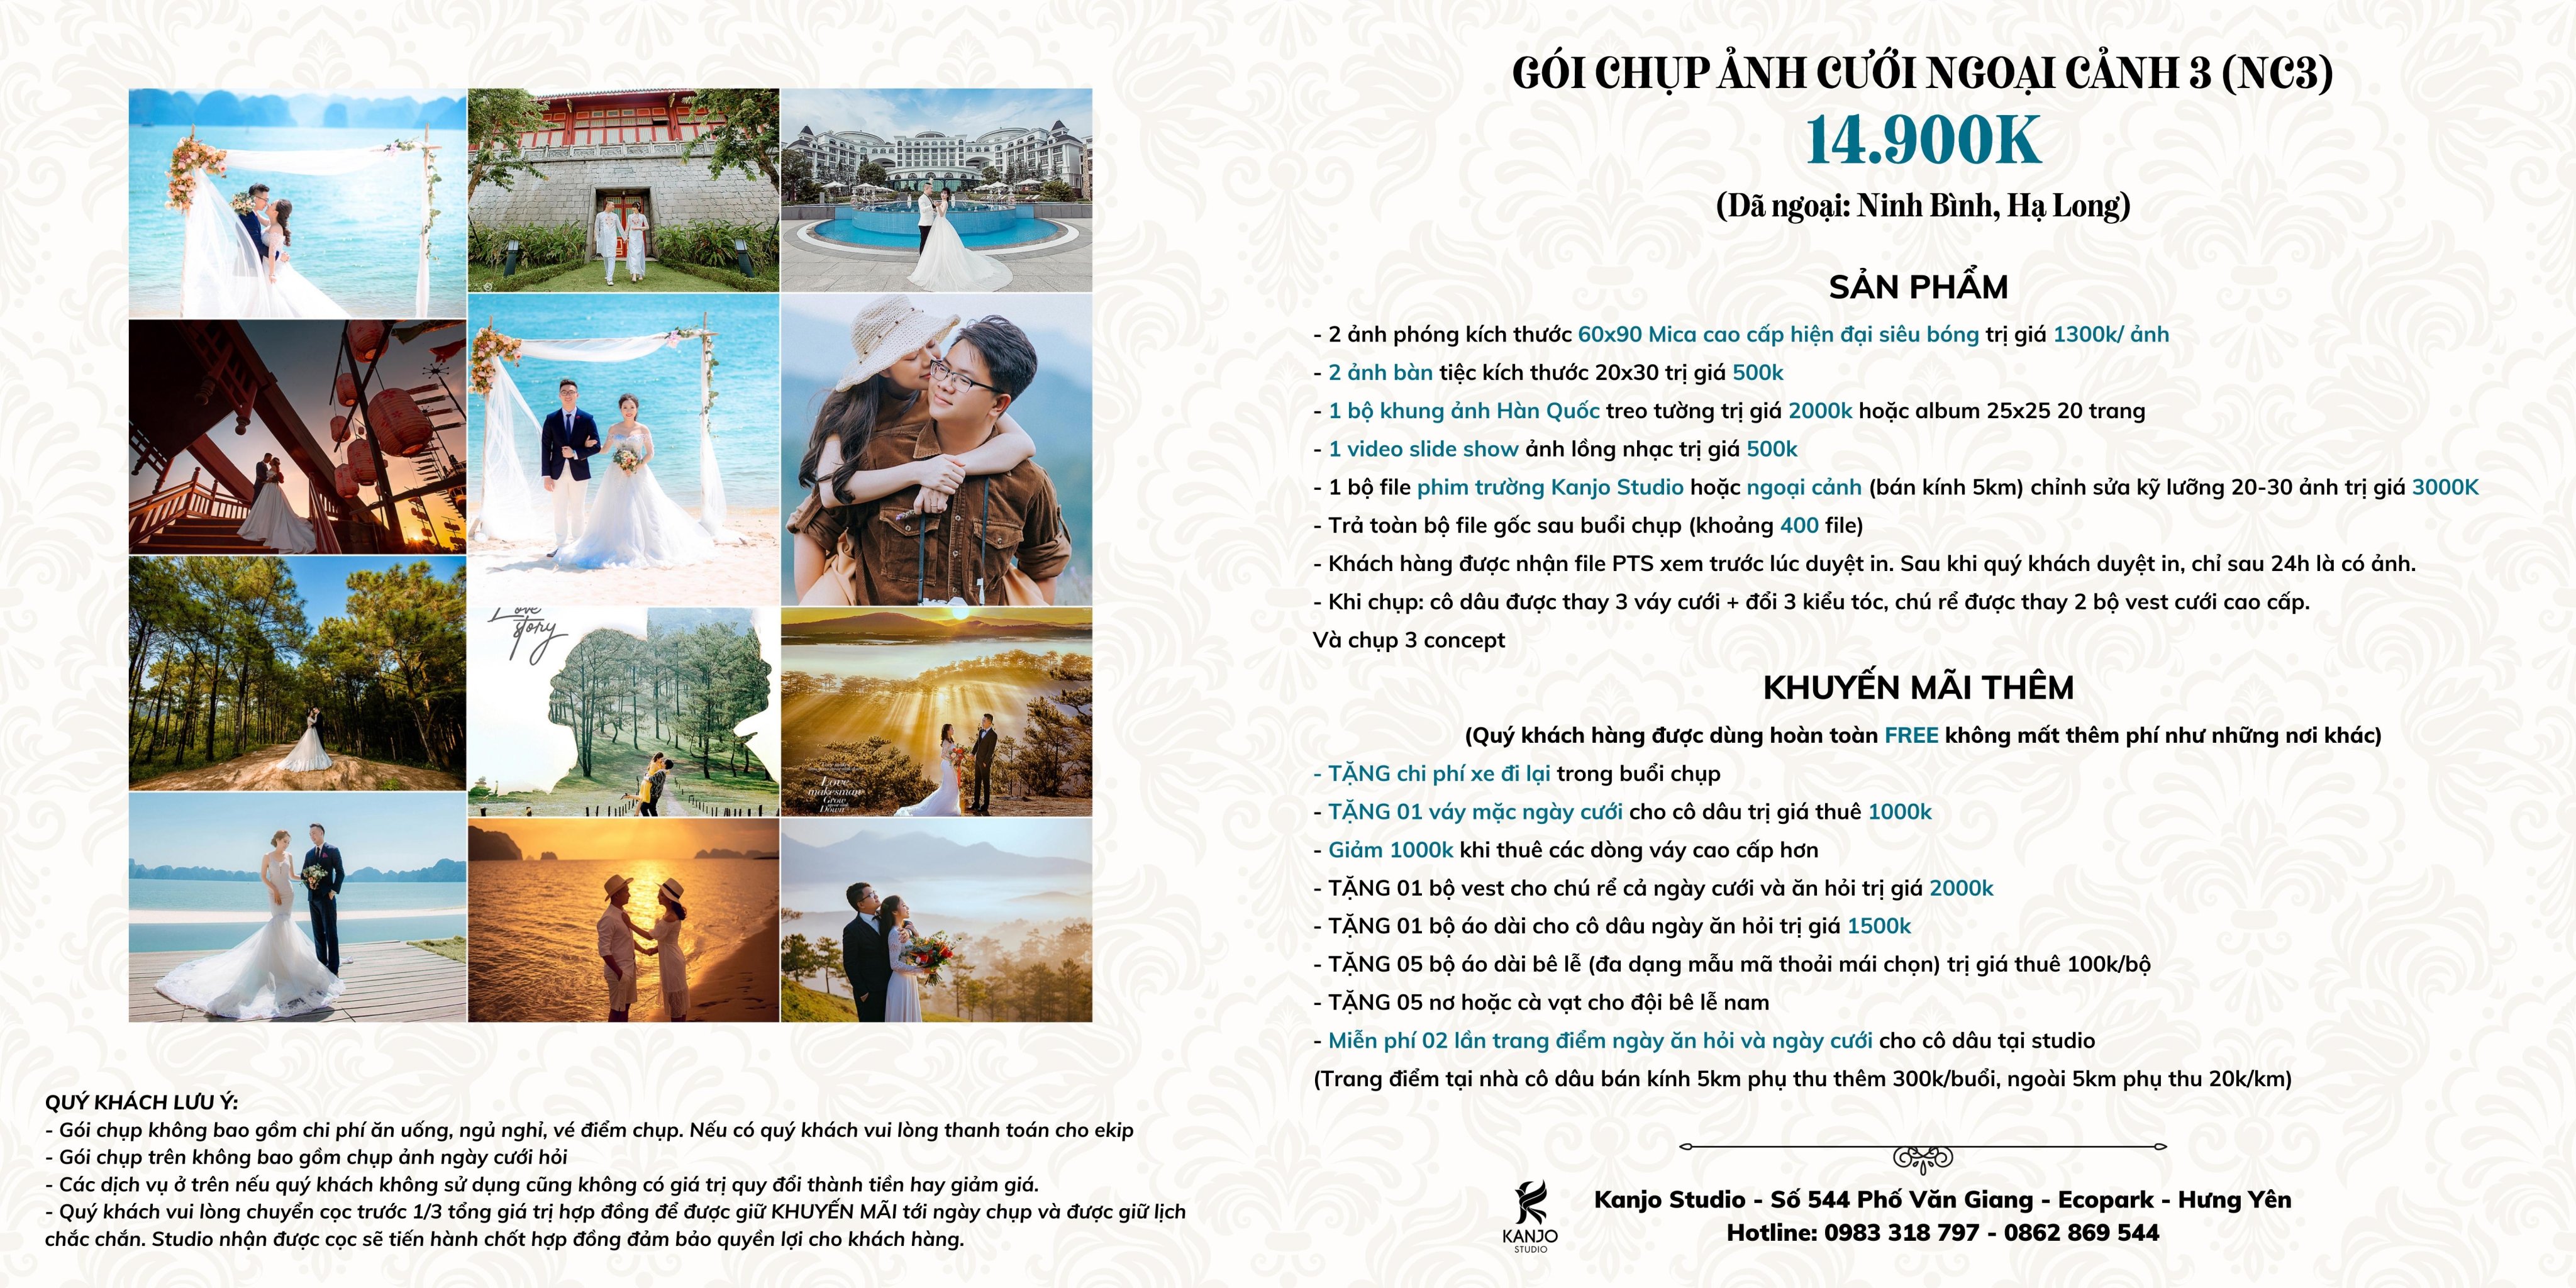 GÓI CHỤP ẢNH CƯỚI NGOẠI CẢNH 3 (NC3)
14.900K
(Dã ngoại: Ninh Bình, Hạ Long)
SẢN PHẨM
- 2 ảnh phóng kích thước 60x90 Mica cao cấp hiện đại siêu bóng trị giá 1300k/ ảnh
- 2 ảnh bàn tiệc kích thước 20x30 trị giá 500k
- 1 bộ khung ảnh Hàn Quốc treo tường trị giá 2000k hoặc album 25x25 20 trang
- 1 video slide show ảnh lồng nhạc trị giá 500k
- 1 bộ file phim trường Kanjo Studio hoặc ngoại cảnh (bán kính 5km) chỉnh sửa kỹ lưỡng 20-30 ảnh trị giá 3000K
- Trả toàn bộ file gốc sau buổi chụp (khoảng 400 file)
- Khách hàng được nhận file PTS xem trước lúc duyệt in. Sau khi quý khách duyệt in, chỉ sau 24h là có ảnh.
- Khi chụp: cô dâu được thay 3 váy cưới + đổi 3 kiểu tóc, chú rể được thay 2 bộ vest cưới cao cấp.
Và chụp 3 concept
KHUYẾN MÃI THÊM
(Quý khách hàng được dùng hoàn toàn FREE không mất thêm phí như những nơi khác)
- TẶNG chi phí xe đi lại trong buổi chụp
- TẶNG 01 váy mặc ngày cưới cho cô dâu trị giá thuê 1000k
- Giảm 1000k khi thuê các dòng váy cao cấp hơn
- TẶNG 01 bộ vest cho chú rể cả ngày cưới và ăn hỏi trị giá 2000k
- TẶNG 01 bộ áo dài cho cô dâu ngày ăn hỏi trị giá 1500k
- TẶNG 05 bộ áo dài bê lễ (đa dạng mẫu mã thoải mái chọn) trị giá thuê 100k/bộ
- TẶNG 05 nơ hoặc cà vạt cho đội bê lễ nam
- Miễn phí 02 lần trang điểm ngày ăn hỏi và ngày cưới cho cô dâu tại studio
(Trang điểm tại nhà cô dâu bán kính 5km phụ thu thêm 300k/buổi, ngoài 5km phụ thu 20k/km)
KANJO
STUDIO
Kanjo Studio - Số 544 Phố Văn Giang - Ecopark - Hưng Yên
Hotline: 0983 318 797 - 0862 869 544
Love
story
Love
makesman
Grow
Down
QUÝ KHÁCH LƯU Ý:
- Gói chụp không bao gồm chi phí ăn uống, ngủ nghỉ, vé điểm chụp. Nếu có quý khách vui lòng thanh toán cho ekip
- Gói chụp trên không bao gồm chụp ảnh ngày cưới hỏi
- Các dịch vụ ở trên nếu quý khách không sử dụng cũng không có giá trị quy đổi thành tiền hay giảm giá.
- Quý khách vui lòng chuyển cọc trước 1/3 tổng giá trị hợp đồng để được giữ KHUYẾN MÃI tới ngày chụp và được giữ lịch
chắc chắn. Studio nhận được cọc sẽ tiến hành chốt hợp đồng đảm bảo quyền lợi cho khách hàng.